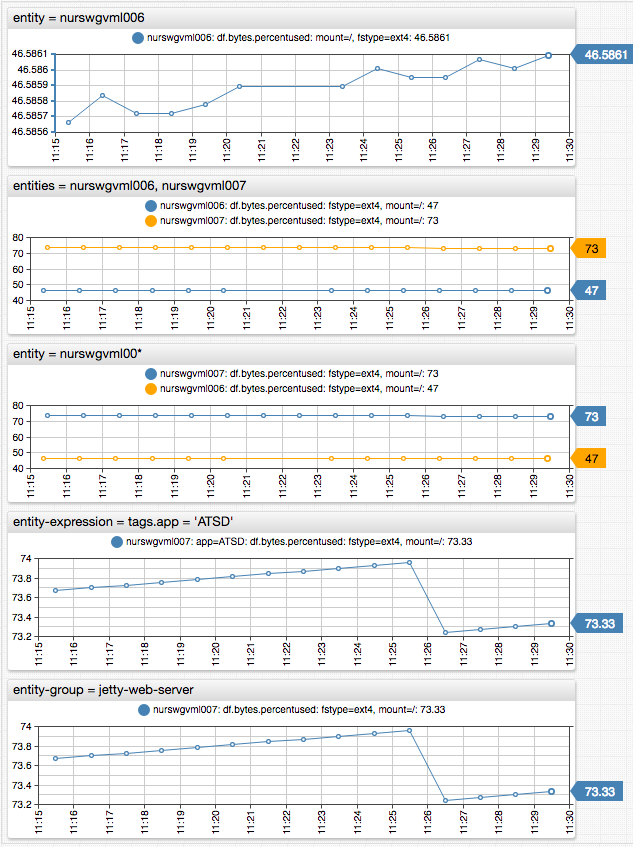 entity = nurswgvml006
nurswgvml006: df.bytes.percentused: mount=/, fstype=ext4: 46.5861
46.5861
46.586
46.5859
46.5858
46.5857
46.5856
46.5861
11:15 11:16 11:17 11:18 11:19 11:20 11:21 11:22 11:23 11:24 11:25 11:26 11:27 11:28 11:29 11:30
entities = nurswgvml006, nurswgvml007
nurswgvml006: df.bytes.percentused: fstype=ext4, mount=/: 47
nurswgvml007: df.bytes.percentused: fstype=ext4, mount=/: 73
80
70
60
50
40
73
47
11:15 11:16 11:17 11:18 11:19 11:20 11:21 11:22 11:23 11:24 11:25 11:26 11:27 11:28 11:29 11:30
entity = nurswgvml00*
nurswgvml007: df.bytes.percentused: fstype=ext4, mount=/: 73
nurswgvml006: df.bytes.percentused: fstype=ext4, mount=/: 47
80
70
60
50
40
73
47
11:15 11:16 11:17 11:18 11:19 11:20 11:21 11:22 11:23 11:24 11:25 11:26 11:27 11:28 11:29 11:30
entity-expression = tags.app = 'ATSD'
nurswgvml007: app=ATSD: df.bytes.percentused: fstype=ext4, mount=/: 73.33
74
73.8
73.6
73.4
73.2
73.33
11:15 11:16 11:17 11:18 11:19 11:20 11:21 11:22 11:23 11:24 11:25 11:26 11:27 11:28 11:29 11:30
entity-group = jetty-web-server
nurswgvml007: df.bytes.percentused: fstype=ext4, mount=/: 73.33
74
73.8
73.6
73.4
73.2
73.33
11:15 11:16 11:17 11:18 11:19 11:20 11:21 11:22 11:23 11:24 11:25 11:26 11:27 11:28 11:29 11:30